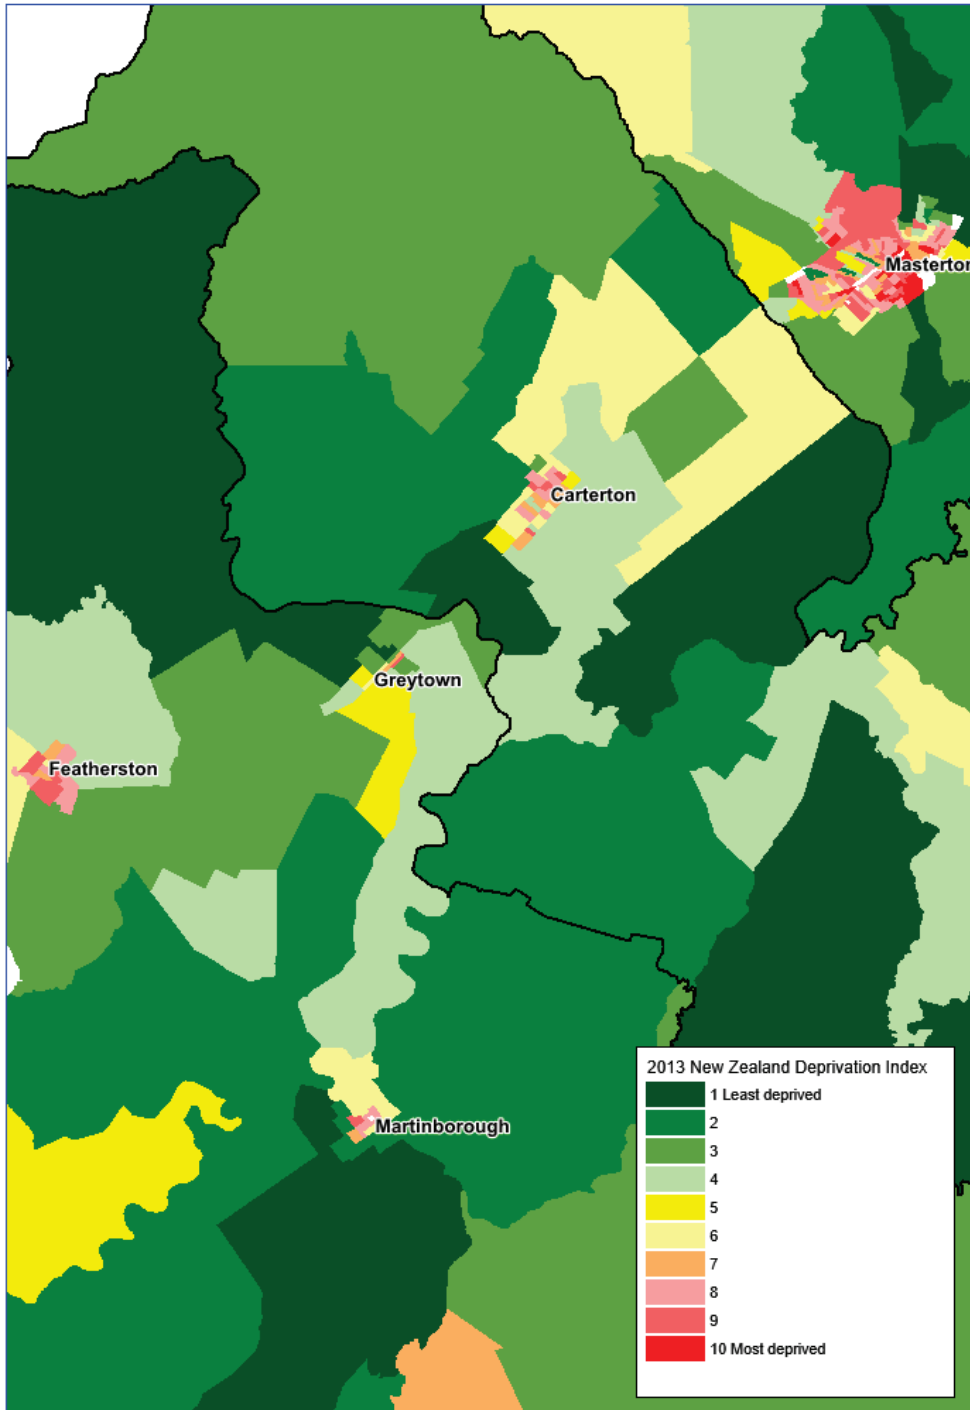 Masterton
Carterton
Greytown
Featherston
Martinborough
2013 New Zealand Deprivation Index
1 Least deprived
2
3
4
5
6
7
8
9
10 Most deprived